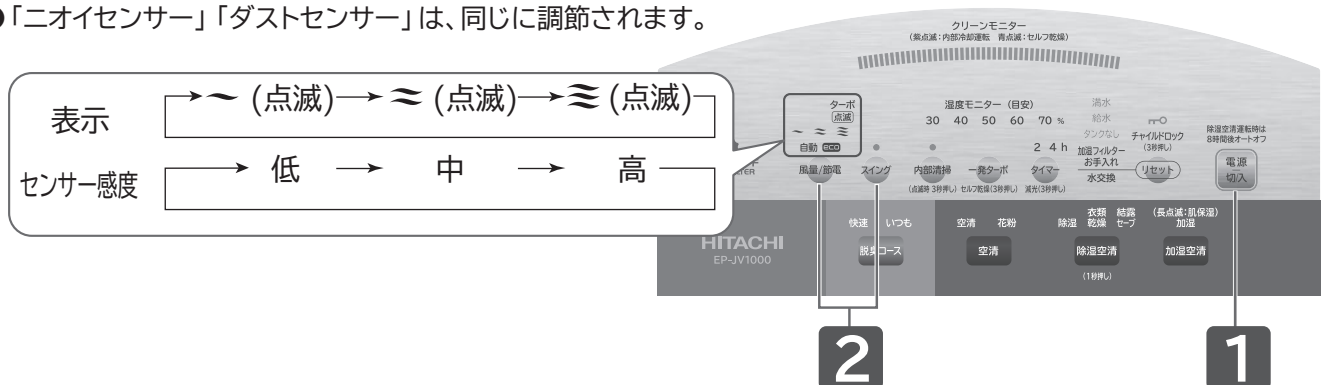 ●「ニオイセンサー」「ダストセンサー」は、同じに調節されます。
表示
(点滅) → (点滅) → (点滅)
センサー感度
低 → 中 → 高
クリーンモニター
(紫点滅：内部冷却運転 青点滅：セルフ乾燥)
ターボ
点滅
自動 ECO
湿度モニター (目安)
30 40 50 60 70 %
2 4 h
満水
給水
タンクなし
加湿フィルター
お手入れ
水交換
チャイルドロック
(3秒押し)
リセット
除湿空清運転時は
8時間後オートオフ
電源
切/入
風量/節電
スイング
内部清掃
(点滅時 3秒押し)
一発ターボ
セルフ乾燥(3秒押し)
タイマー
減光(3秒押し)
HITACHI
EP-JV1000
快速 いつも
脱臭コース
空清 花粉
空清
除湿 衣類乾燥 結露セーブ
除湿空清
(1秒押し)
(長点滅：肌保湿)
加湿
加湿空清
2
1